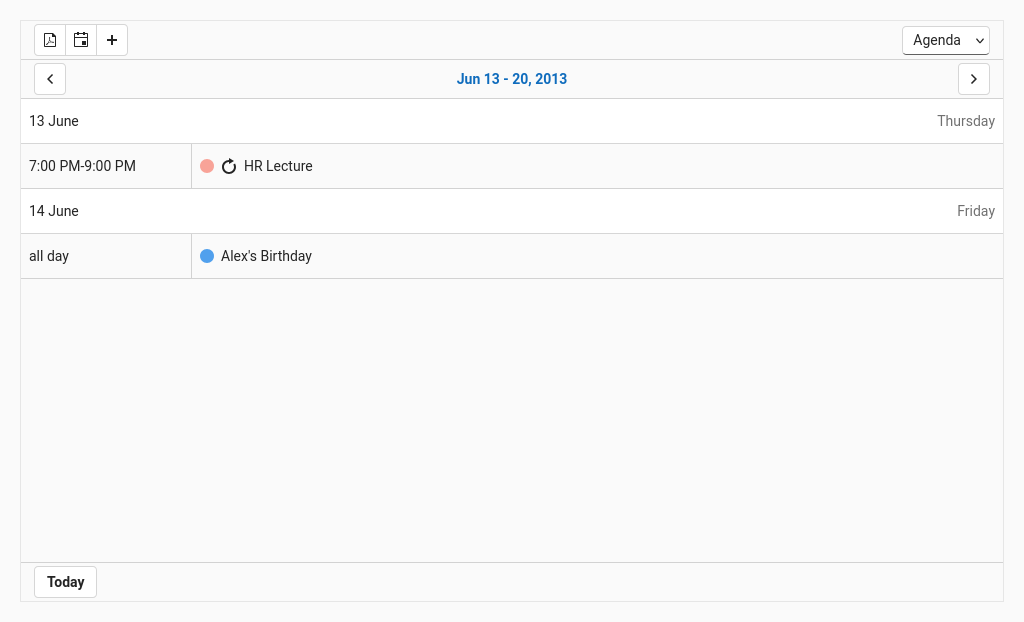 Agenda
Jun 13 - 20, 2013
13 June Thursday
7:00 PM-9:00 PM HR Lecture
14 June Friday
all day Alex's Birthday
Today